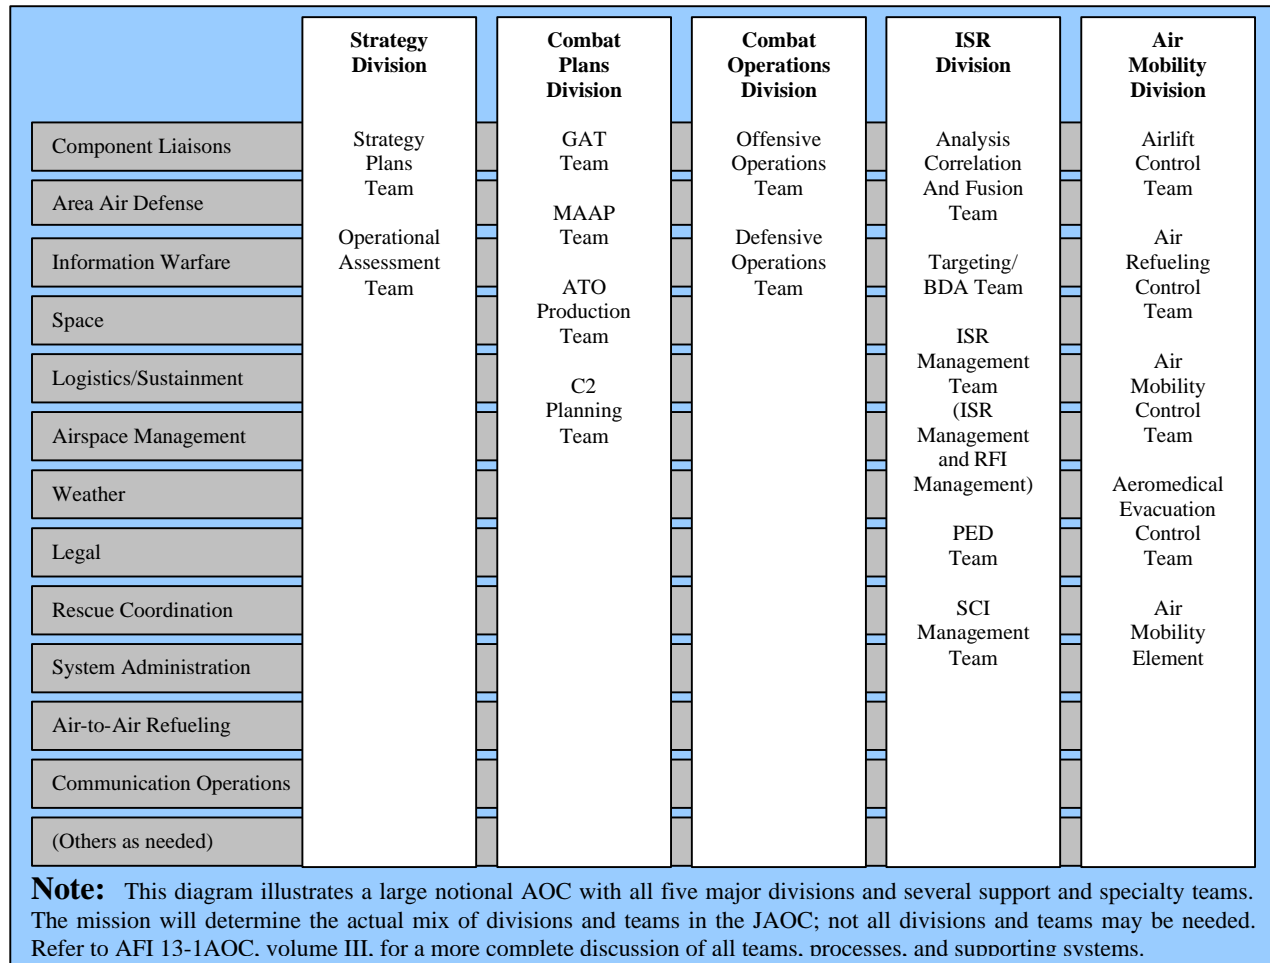 Strategy
Division
Combat
Plans
Division
Combat
Operations
Division
ISR
Division
Air
Mobility
Division
Component Liaisons
Area Air Defense
Information Warfare
Space
Logistics/Sustainment
Airspace Management
Weather
Legal
Rescue Coordination
System Administration
Air-to-Air Refueling
Communication Operations
(Others as needed)
Strategy
Plans
Team
Operational
Assessment
Team
GAT
Team
MAAP
Team
ATO
Production
Team
C2
Planning
Team
Offensive
Operations
Team
Defensive
Operations
Team
Analysis
Correlation
And Fusion
Team
Targeting/
BDA Team
ISR
Management
Team
(ISR
Management
and RFI
Management)
PED
Team
SCI
Management
Team
Airlift
Control
Team
Air
Refueling
Control
Team
Air
Mobility
Control
Team
Aeromedical
Evacuation
Control
Team
Air
Mobility
Element
Note: This diagram illustrates a large notional AOC with all five major divisions and several support and specialty teams.
The mission will determine the actual mix of divisions and teams in the JAOC; not all divisions and teams may be needed.
Refer to AFI 13-1AOC, volume III, for a more complete discussion of all teams, processes, and supporting systems.